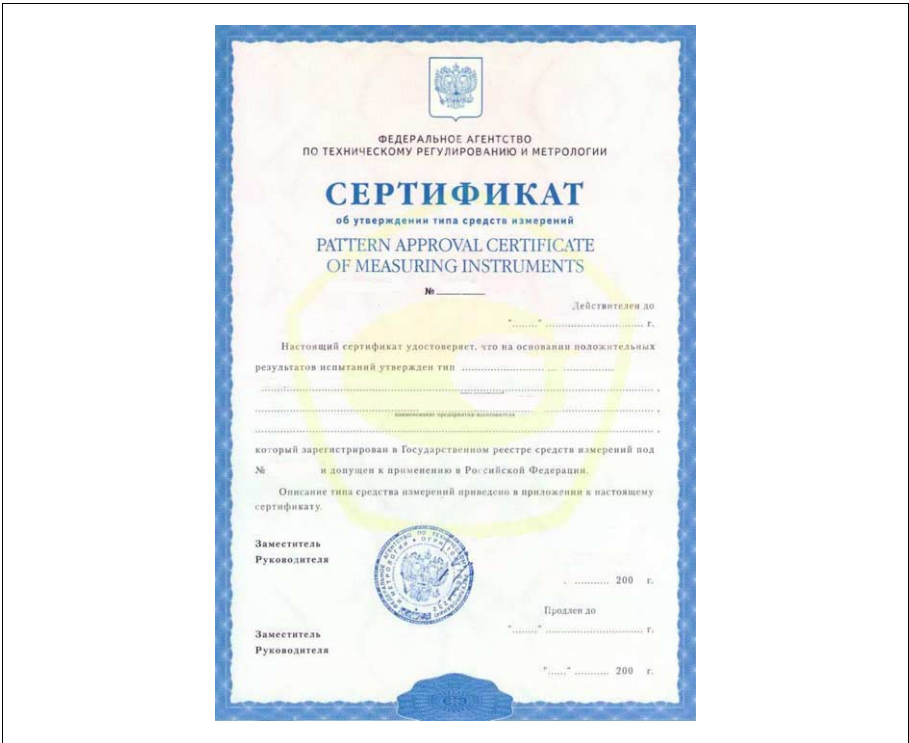 ФЕДЕРАЛЬНОЕ АГЕНТСТВО
ПО ТЕХНИЧЕСКОМУ РЕГУЛИРОВАНИЮ И МЕТРОЛОГИИ
СЕРТИФИКАТ
об утверждении типа средств измерений
PATTERN APPROVAL CERTIFICATE
OF MEASURING INSTRUMENTS
№
Действителен до
"......." ............................... г.
Настоящий сертификат удостоверяет, что на основании положительных
результатов испытаний утвержден тип ......................... ... ...............
,
наименование предприятия-изготовителя
,
,
который зарегистрирован в Государственном реестре средств измерений под
№ и допущен к применению в Российской Федерации.
Описание типа средства измерений приведено в приложении к настоящему
сертификату.
Заместитель
Руководителя
. ........... 200 г.
Продлен до
"......." ............................... г.
Заместитель
Руководителя
"....." ........... 200 г.